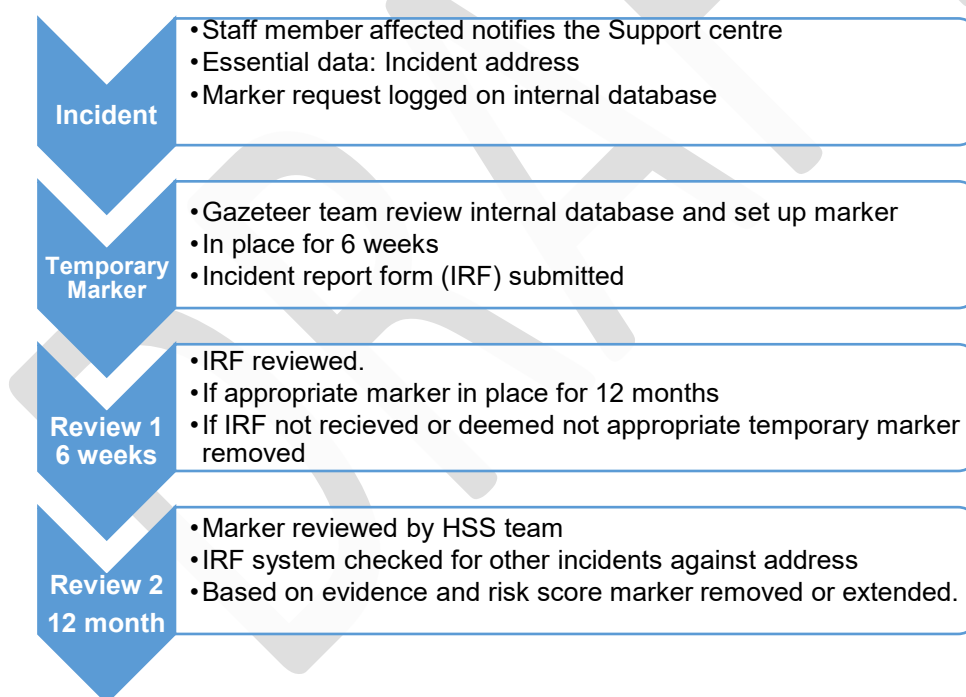 •Staff member affected notifies the Support centre
•Essential data: Incident address
•Marker request logged on internal database
Incident
•Gazeteer team review internal database and set up marker
•In place for 6 weeks
•Incident report form (IRF) submitted
Temporary
Marker
•IRF reviewed.
•If appropriate marker in place for 12 months
•If IRF not recieved or deemed not appropriate temporary marker
removed
Review 1
6 weeks
•Marker reviewed by HSS team
•IRF system checked for other incidents against address
•Based on evidence and risk score marker removed or extended.
Review 2
12 month
DRAFT